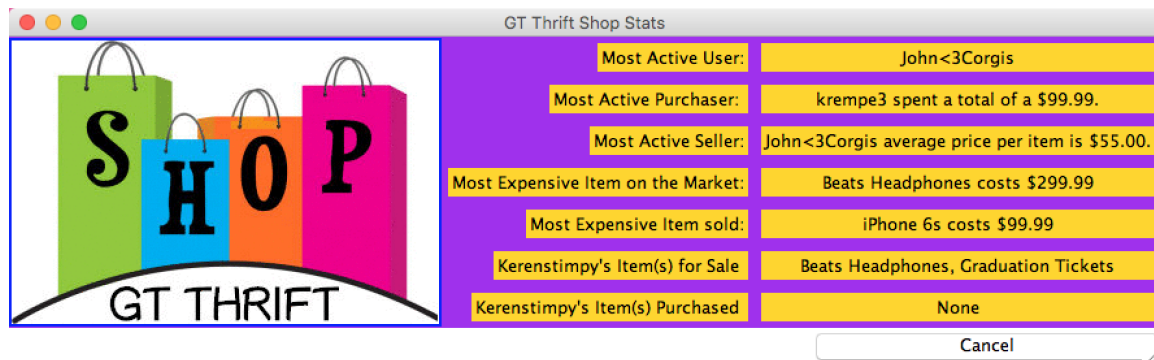 GT Thrift Shop Stats
SHOP
GT THRIFT
Most Active User: John<3Corgis
Most Active Purchaser: krempe3 spent a total of a $99.99.
Most Active Seller: John<3Corgis average price per item is $55.00.
Most Expensive Item on the Market: Beats Headphones costs $299.99
Most Expensive Item sold: iPhone 6s costs $99.99
Kerenstimpy's Item(s) for Sale Beats Headphones, Graduation Tickets
Kerenstimpy's Item(s) Purchased None
Cancel